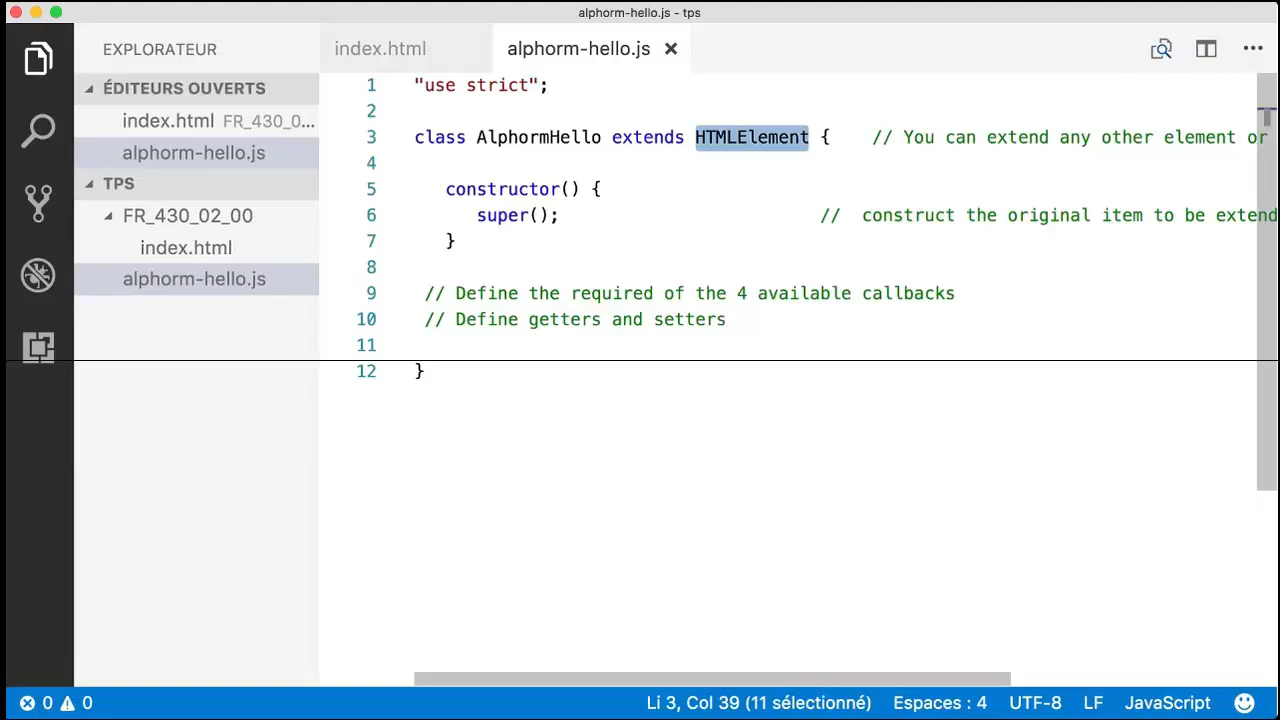 alphorm-hello.js - tps
EXPLORATEUR
ÉDITEURS OUVERTS
index.html FR_430_0...
alphorm-hello.js
TPS
FR_430_02_00
index.html
alphorm-hello.js
index.html
alphorm-hello.js
1 "use strict";
2
3 class AlphormHello extends HTMLElement { // You can extend any other element or
4
5 constructor() {
6 super(); // construct the original item to be extend
7 }
8
9 // Define the required of the 4 available callbacks
10 // Define getters and setters
11
12 }
0 0
Li 3, Col 39 (11 sélectionné) Espaces : 4 UTF-8 LF JavaScript